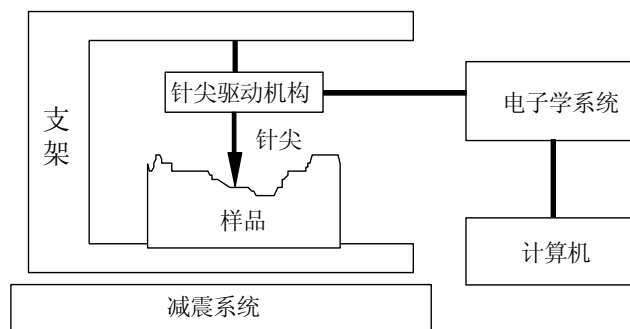 支架
针尖驱动机构
电子学系统
针尖
样品
计算机
减震系统